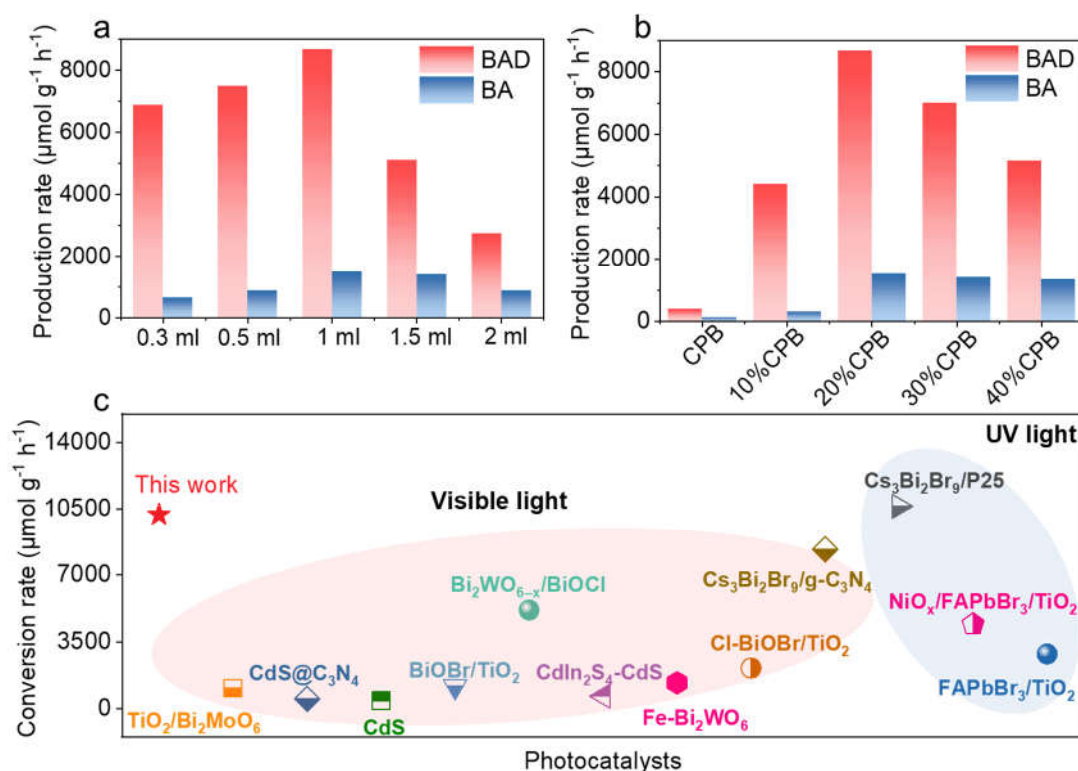 a
Production rate (μmol g⁻¹ h⁻¹)
8000
6000
4000
2000
0
BAD
BA
0.3 ml 0.5 ml 1 ml 1.5 ml 2 ml
b
Production rate (μmol g⁻¹ h⁻¹)
8000
6000
4000
2000
0
BAD
BA
CPB 10%CPB 20%CPB 30%CPB 40%CPB
c
Conversion rate (μmol g⁻¹ h⁻¹)
14000
10500
7000
3500
0
UV light
Visible light
This work
Cs₃Bi₂Br₉/P25
Bi₂WO₆₋ₓ/BiOCl
Cs₃Bi₂Br₉/g-C₃N₄
NiOₓ/FAPbBr₃/TiO₂
CdS@C₃N₄
BiOBr/TiO₂
CdIn₂S₄-CdS
Cl-BiOBr/TiO₂
TiO₂/Bi₂MoO₆
CdS
Fe-Bi₂WO₆
FAPbBr₃/TiO₂
Photocatalysts